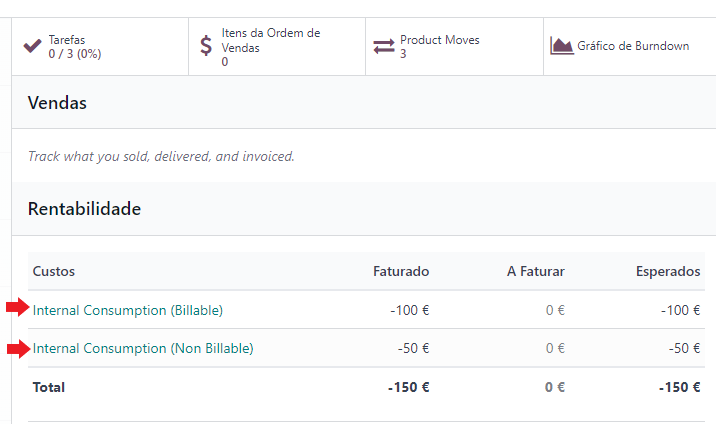 Tarefas
0 / 3 (0%)
Itens da Ordem de
Vendas
0
Product Moves
3
Gráfico de Burndown
Vendas
Track what you sold, delivered, and invoiced.
Rentabilidade
Custos Faturado A Faturar Esperados
Internal Consumption (Billable) -100 € 0 € -100 €
Internal Consumption (Non Billable) -50 € 0 € -50 €
Total -150 € 0 € -150 €